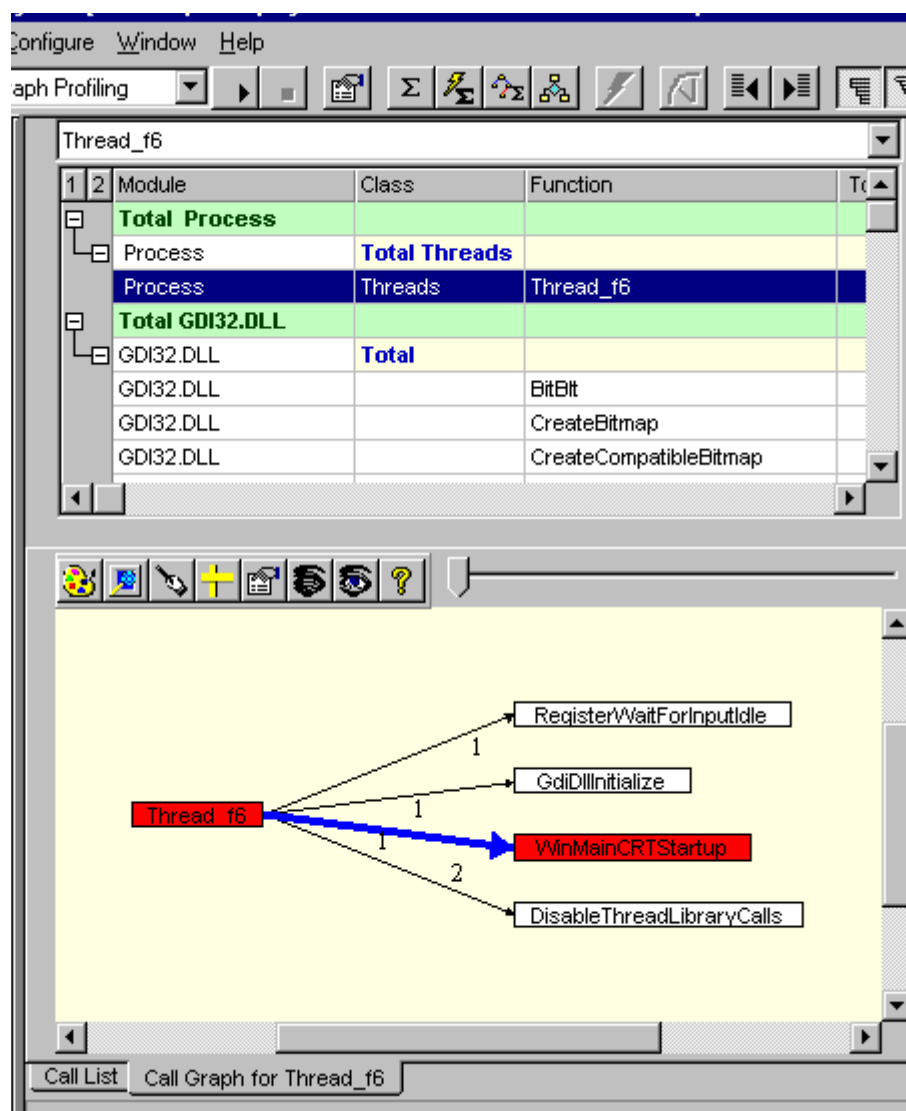 Configure Window Help
aph Profiling
Thread_f6
1 2 Module Class Function
Total Process
Process Total Threads
Process Threads Thread_f6
Total GDI32.DLL
GDI32.DLL Total
GDI32.DLL BitBlt
GDI32.DLL CreateBitmap
GDI32.DLL CreateCompatibleBitmap
RegisterWaitForInputIdle
1
GdiDllInitialize
1
Thread_f6
1
WinMainCRTStartup
2
DisableThreadLibraryCalls
Call List Call Graph for Thread_f6